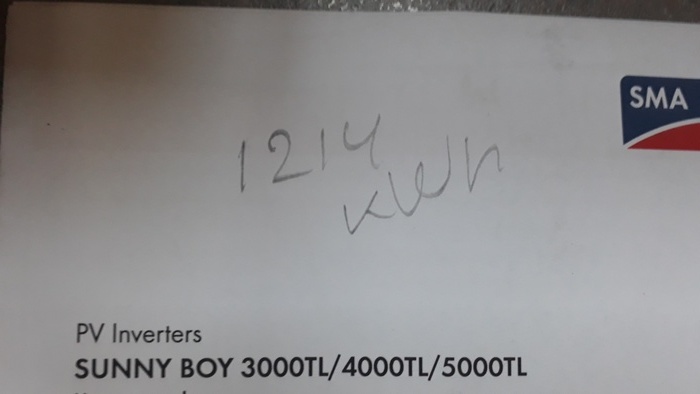 SMA
1214
kWh
PV Inverters
SUNNY BOY 3000TL/4000TL/5000TL